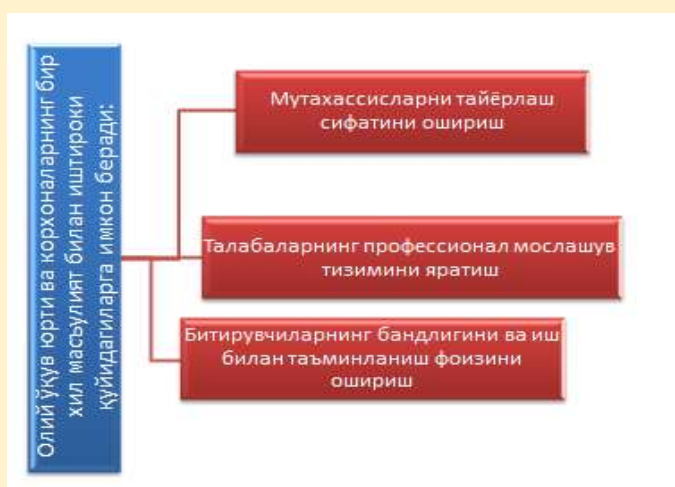 Олий ўқув юрти ва корхоналарнинг бир
хил масъулият билан иштироки
қуйидагиларга имкон беради:
Мутахассисларни тайёрлаш
сифатини ошириш
Талабаларнинг профессионал мослашув
тизимини яратиш
Битирувчиларнинг бандлигини ва иш
билан таъминланиш фоизини
ошириш